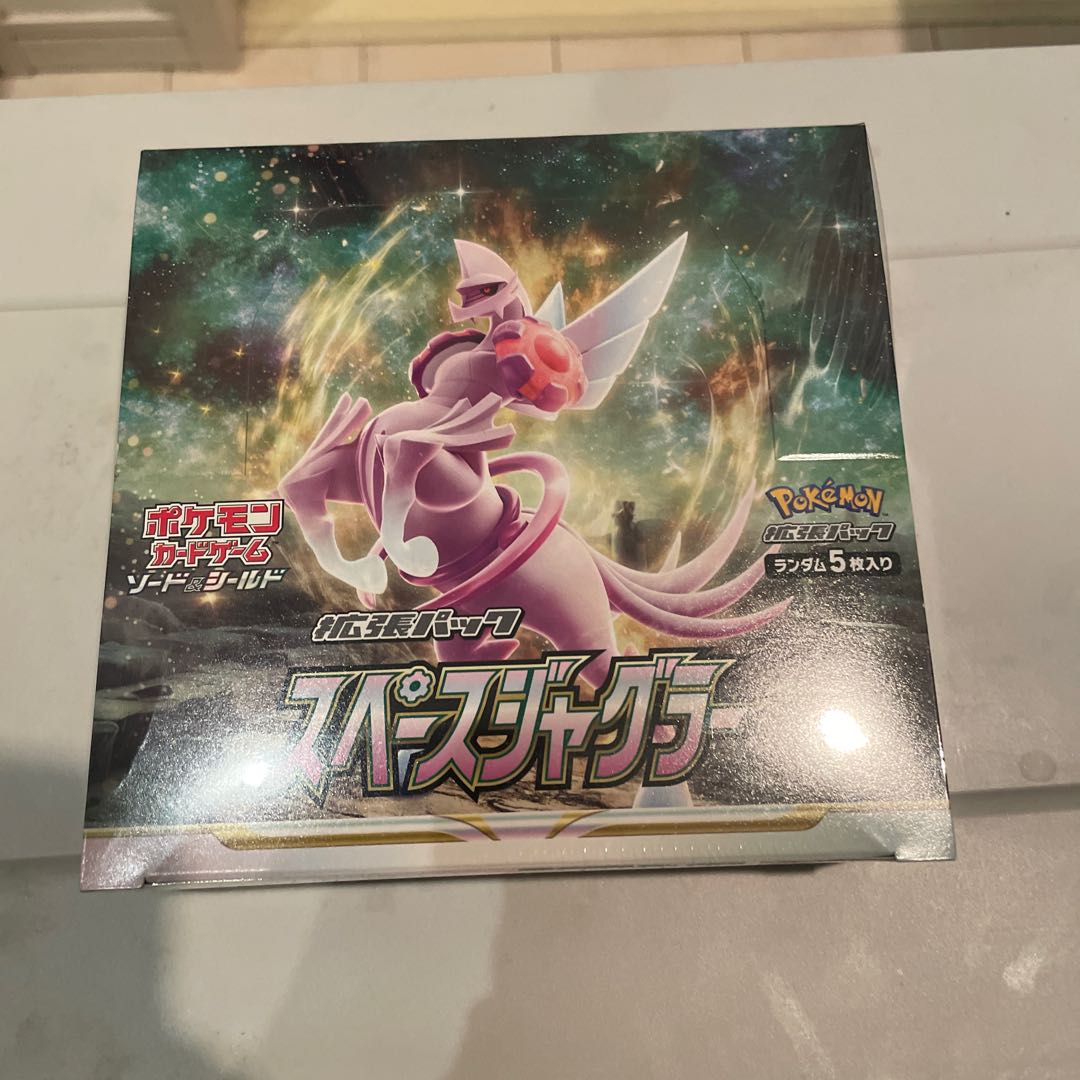 ポケモン
カードゲーム
ソード&シールド
拡張パック
スペースジャグラー
POKéMON
拡張パック
ランダム5枚入り